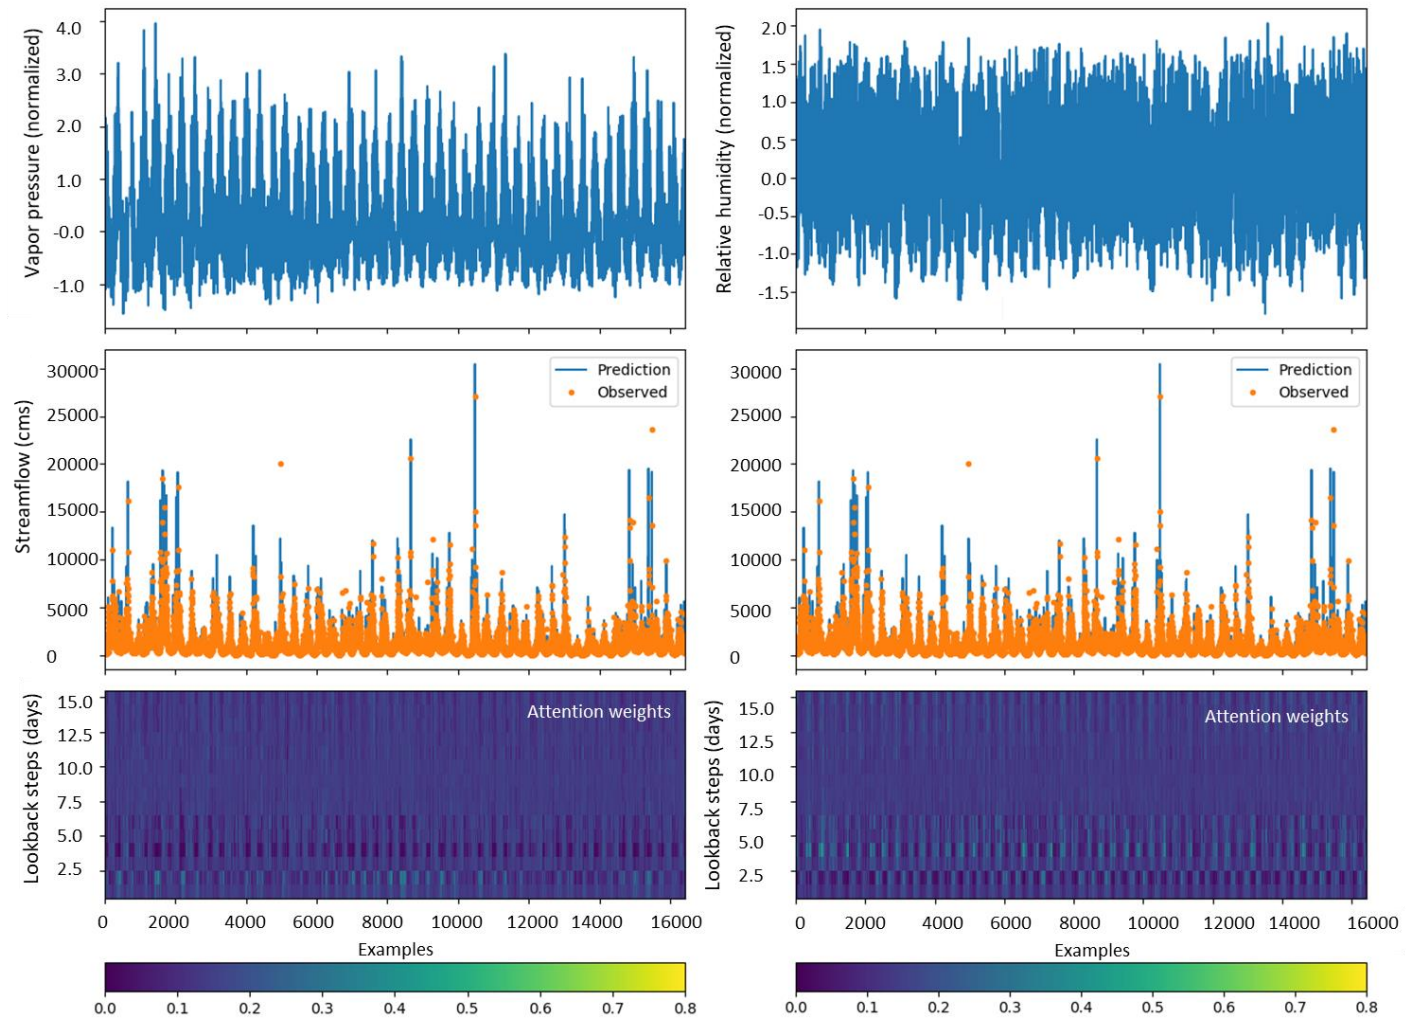 Vapor pressure (normalized)
4.0
3.0
2.0
1.0
-0.0
-1.0
Relative humidity (normalized)
2.0
1.5
1.0
0.5
0.0
-0.5
-1.0
-1.5
Streamflow (cms)
30000
25000
20000
15000
10000
5000
0
Prediction
Observed
30000
25000
20000
15000
10000
5000
0
Prediction
Observed
Lookback steps (days)
15.0
12.5
10.0
7.5
5.0
2.5
Attention weights
0 2000 4000 6000 8000 10000 12000 14000 16000
Examples
0.0 0.1 0.2 0.3 0.4 0.5 0.6 0.7 0.8
Lookback steps (days)
15.0
12.5
10.0
7.5
5.0
2.5
Attention weights
0 2000 4000 6000 8000 10000 12000 14000 16000
Examples
0.0 0.1 0.2 0.3 0.4 0.5 0.6 0.7 0.8